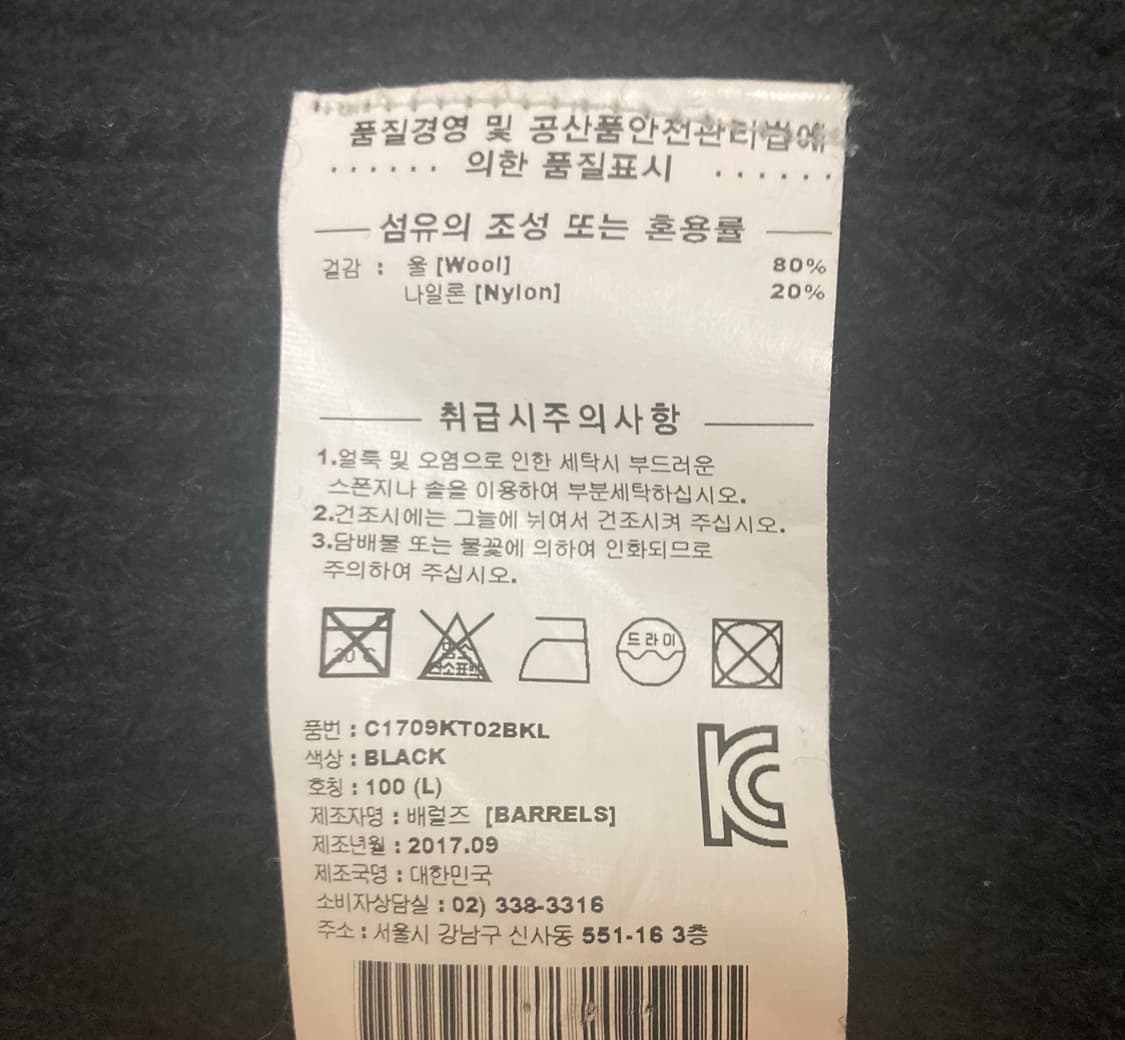 품질경영 및 공산품안전관리법에
...... 의한 품질표시 ......
섬유의 조성 또는 혼용률
겉감 : 울 [Wool] 80%
나일론 [Nylon] 20%
취급시주의사항
1.얼룩 및 오염으로 인한 세탁시 부드러운
스폰지나 솔을 이용하여 부분세탁하십시오.
2.건조시에는 그늘에 뉘여서 건조시켜 주십시오.
3.담배불 또는 불꽃에 의하여 인화되므로
주의하여 주십시오.
드라이
품번 : C1709KT02BKL
색상 : BLACK
호칭 : 100 (L)
제조자명 : 배럴즈 [BARRELS]
제조년월 : 2017.09
제조국명 : 대한민국
소비자상담실 : 02) 338-3316
주소 : 서울시 강남구 신사동 551-16 3층